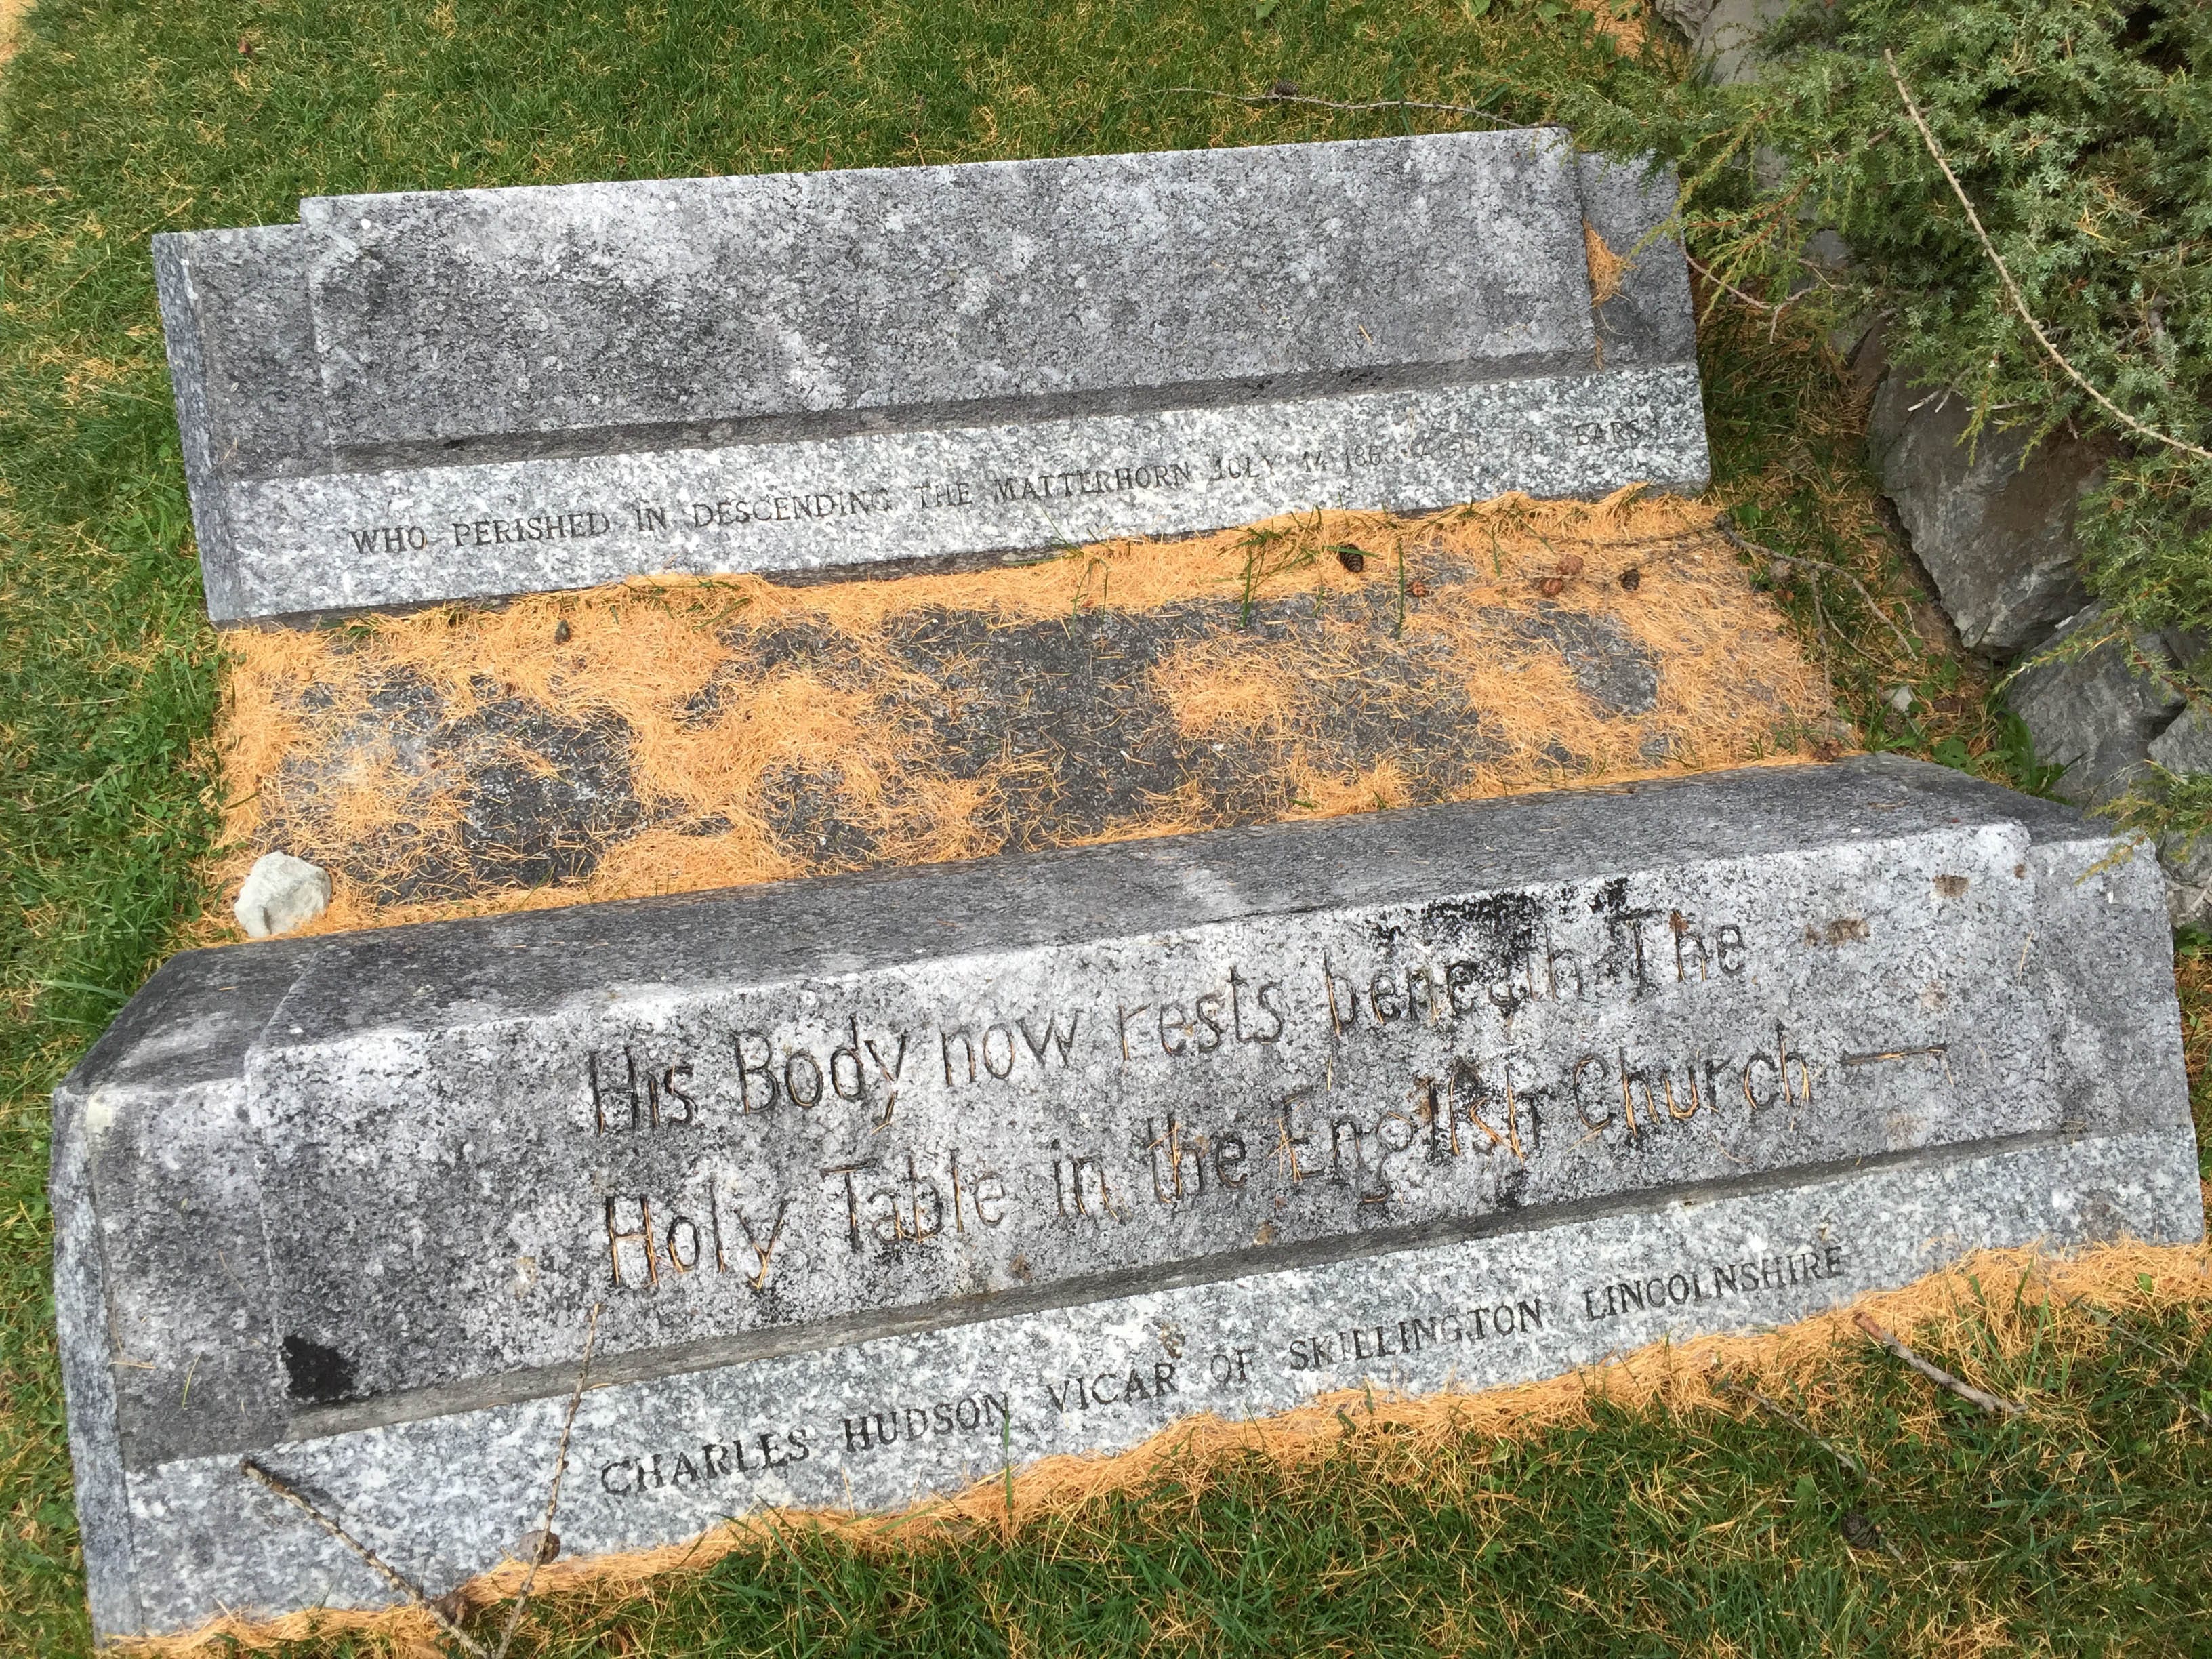 WHO PERISHED IN DESCENDING THE MATTERHORN JULY 14 YEARS
His Body now rests beneath The
Holy Table in the English Church —
CHARLES HUDSON VICAR OF SKILLINGTON LINCOLNSHIRE